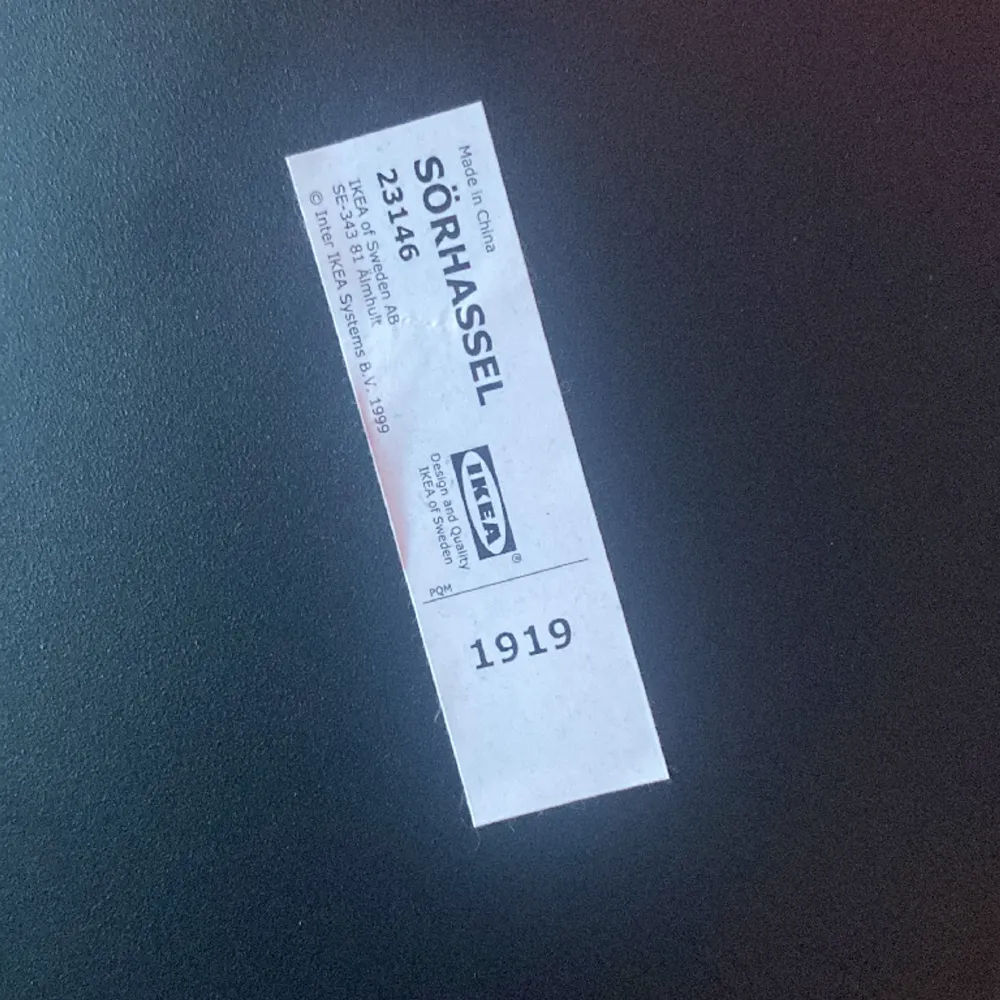 Made in China
SÖRHASSEL
23146
IKEA of Sweden AB
SE-343 81 Älmhult
© Inter IKEA Systems B.V. 1999
IKEA®
Design and Quality
IKEA of Sweden
PQM
1919